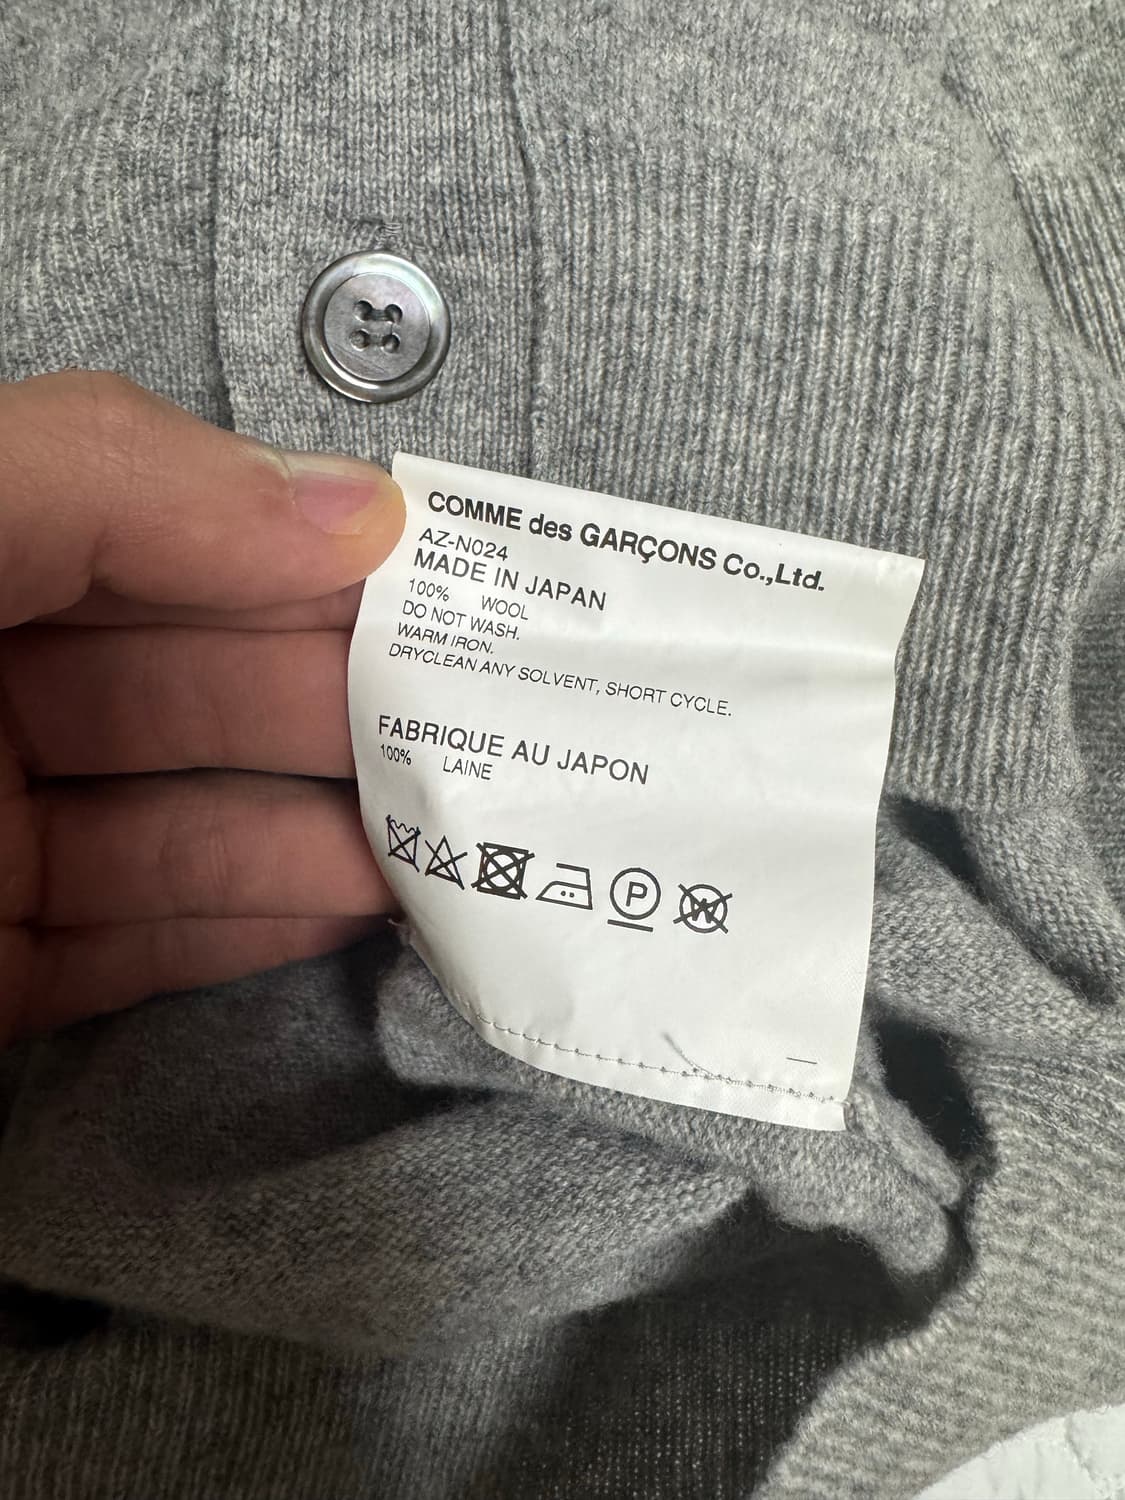 COMME des GARÇONS Co.,Ltd.
AZ-N024
MADE IN JAPAN
100% WOOL
DO NOT WASH.
WARM IRON.
DRYCLEAN ANY SOLVENT, SHORT CYCLE.
FABRIQUE AU JAPON
100% LAINE
P W